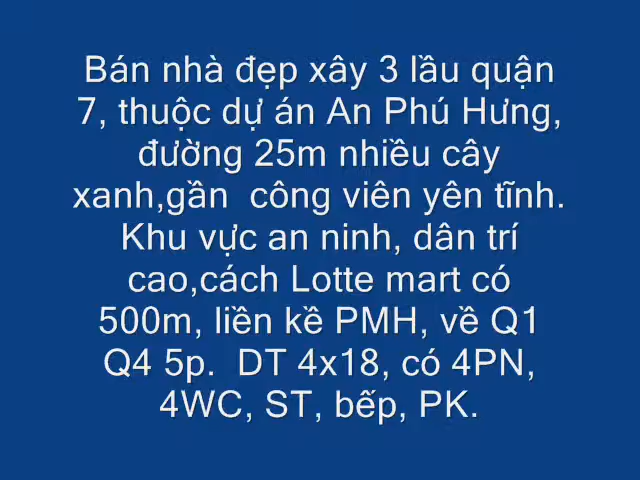 Bán nhà đẹp xây 3 lầu quận
7, thuộc dự án An Phú Hưng,
đường 25m nhiều cây
xanh,gần  công viên yên tĩnh.
Khu vực an ninh, dân trí
cao,cách Lotte mart có
500m, liền kề PMH, về Q1
Q4 5p.  DT 4x18, có 4PN,
4WC, ST, bếp, PK.